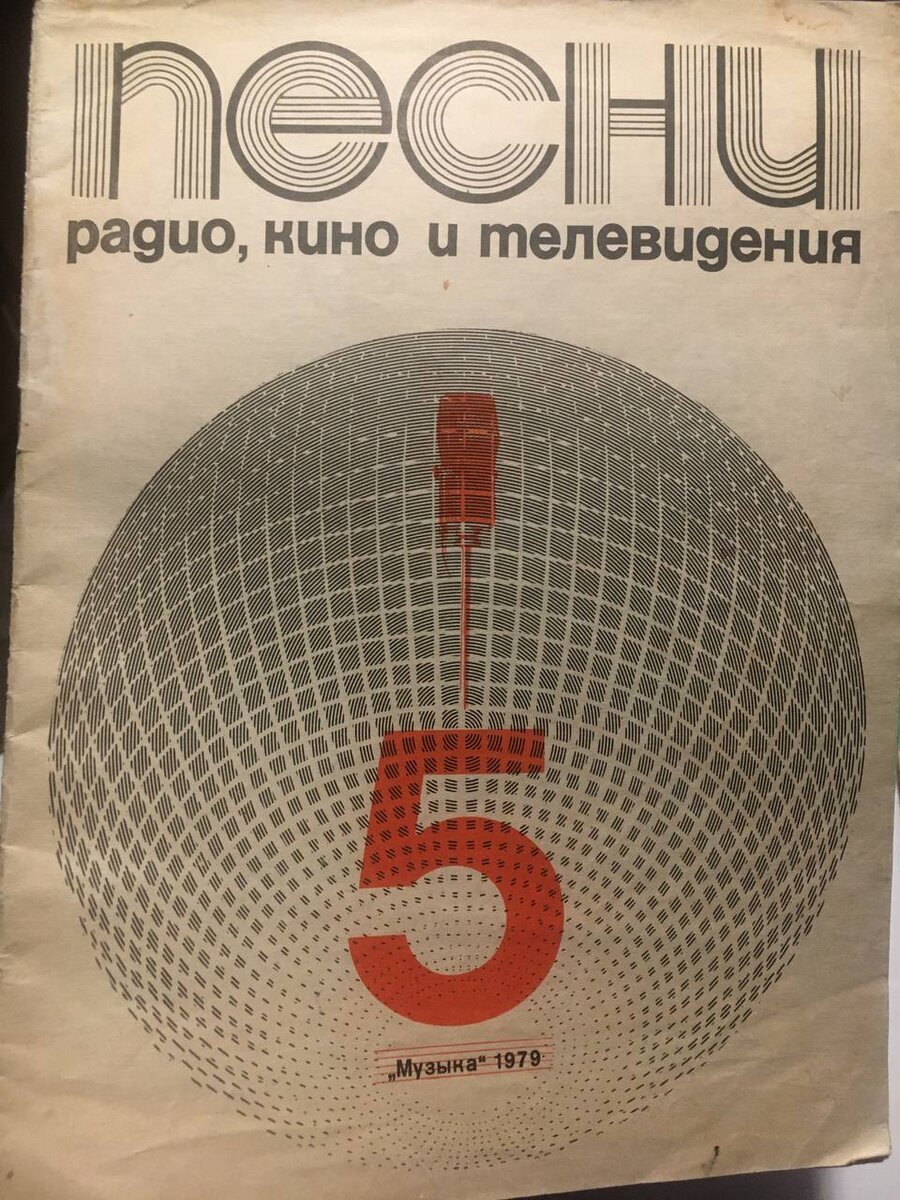 песни
радио, кино и телевидения
5
„Музыка“ 1979